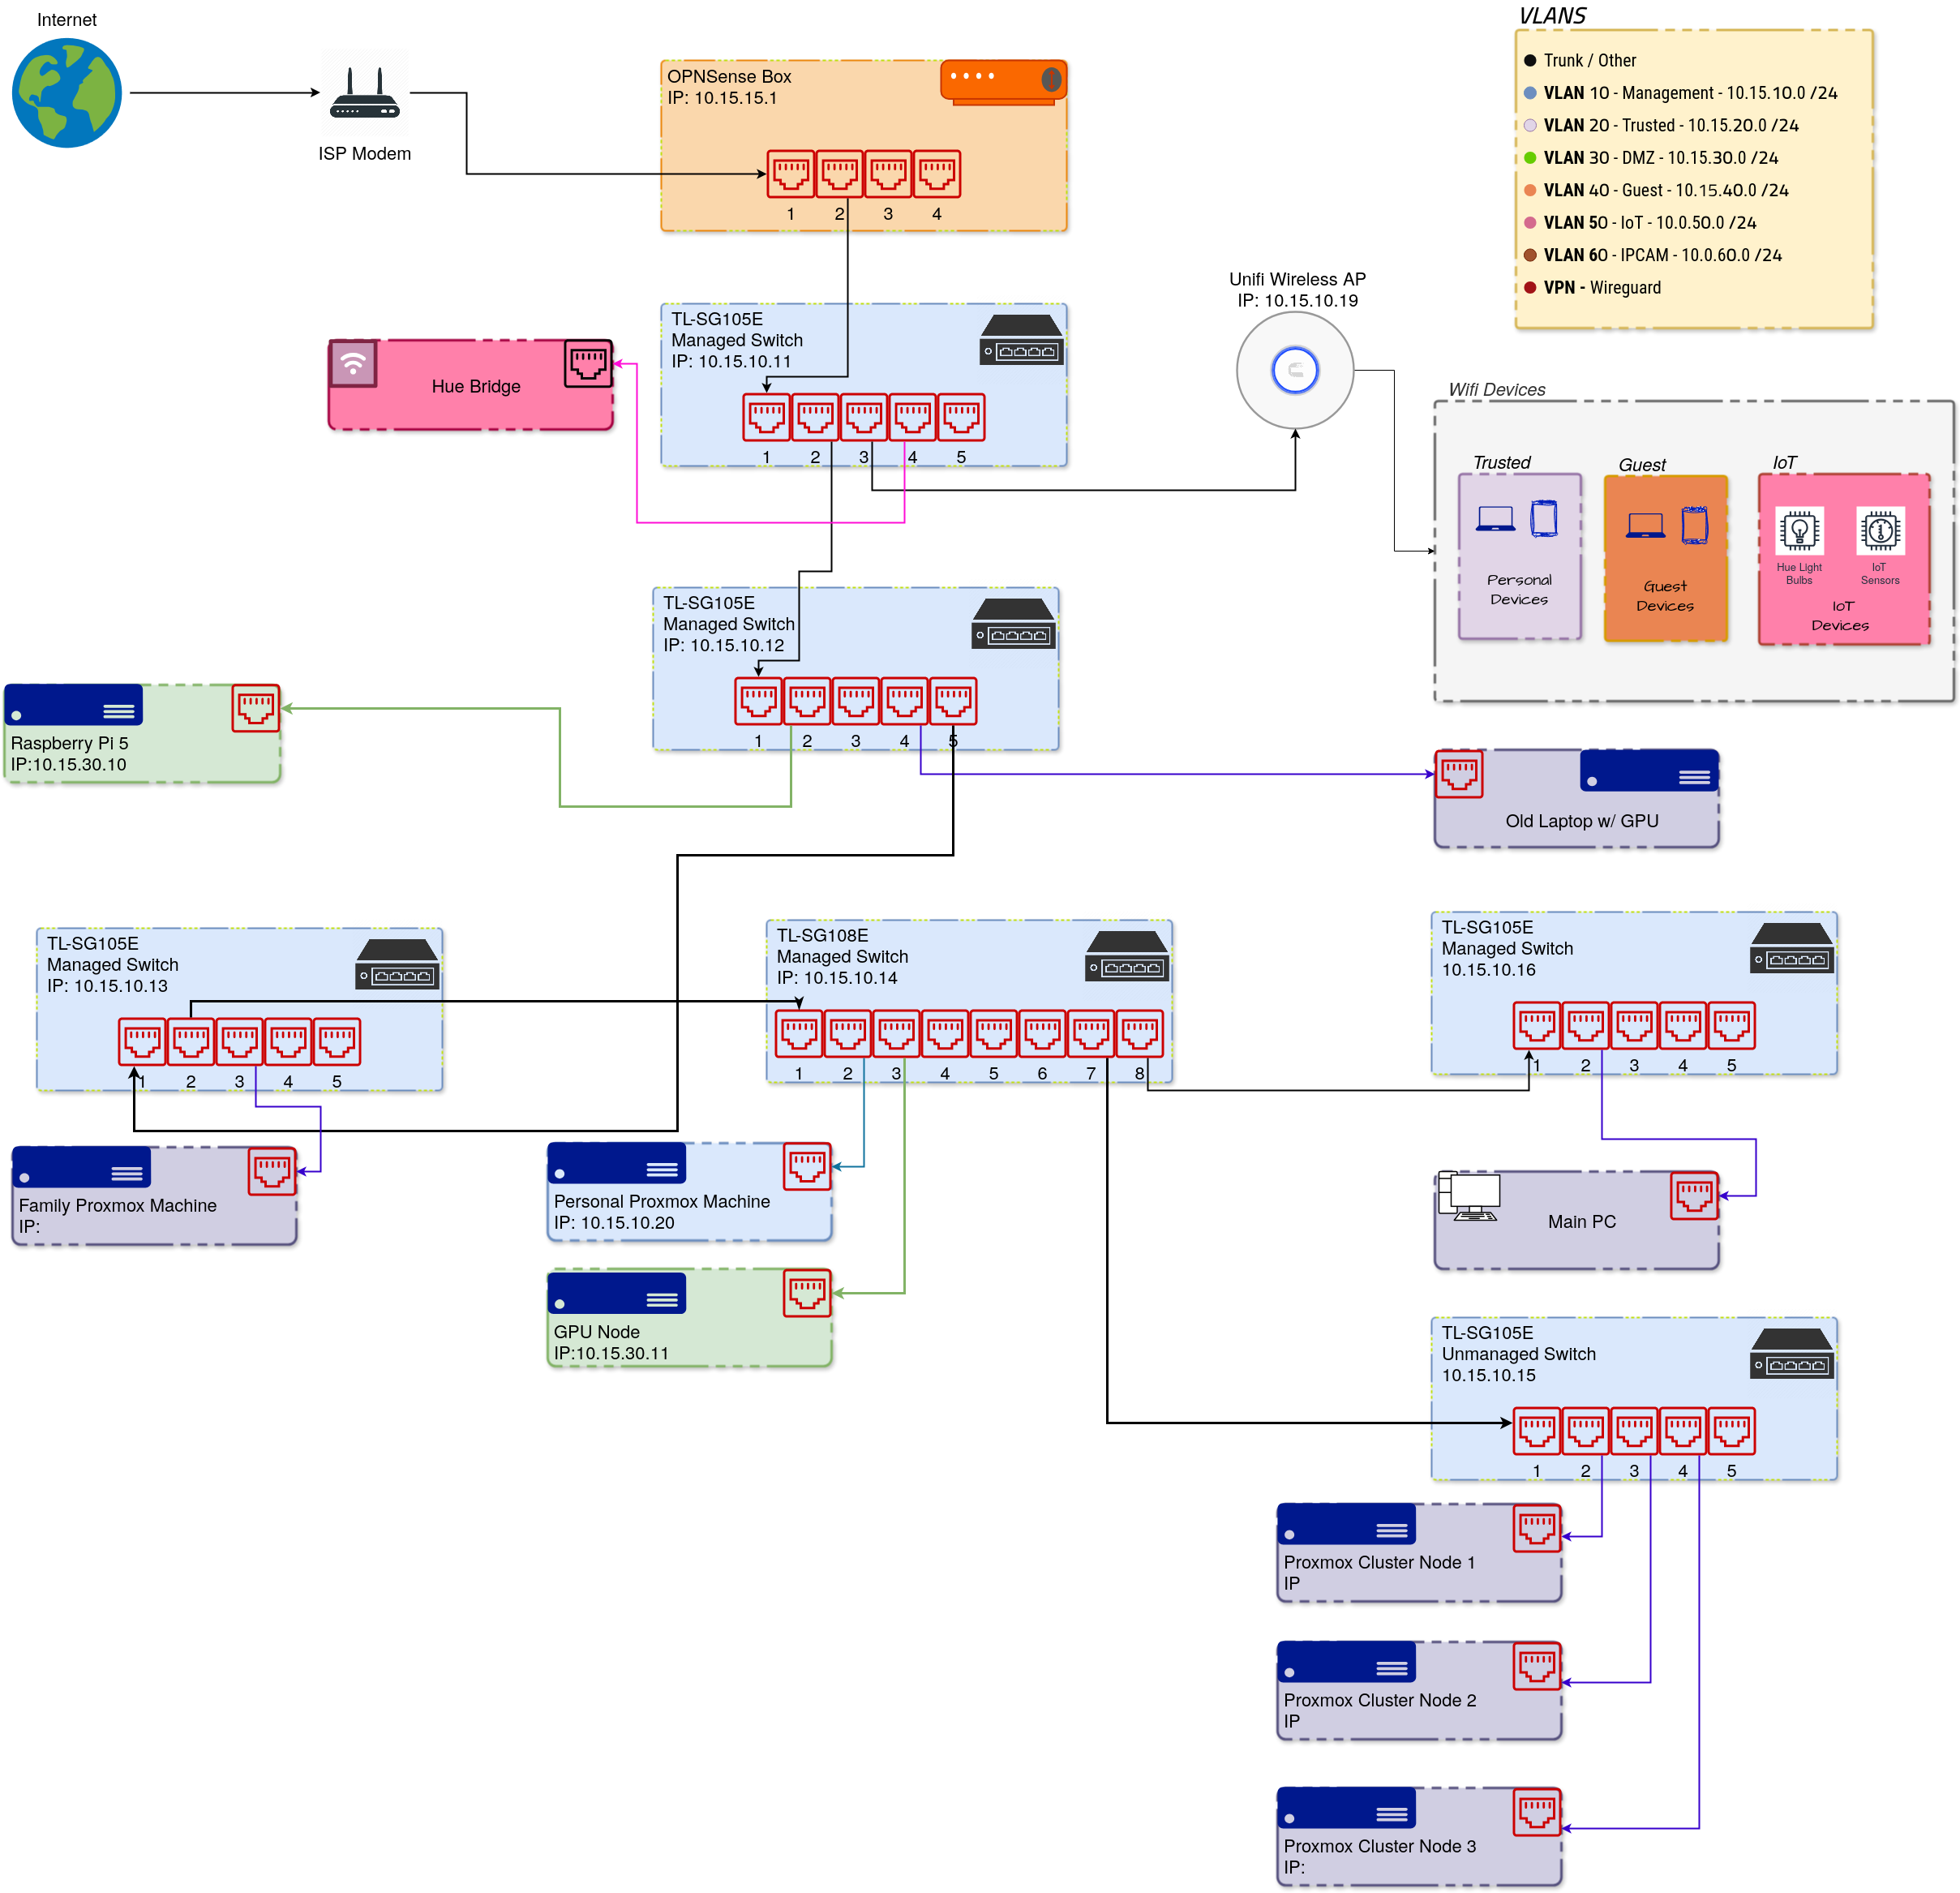 Internet
ISP Modem
OPNSense Box
IP: 10.15.15.1
1 2 3 4
VLANS
Trunk / Other
VLAN 10 - Management - 10.15.10.0 /24
VLAN 20 - Trusted - 10.15.20.0 /24
VLAN 30 - DMZ - 10.15.30.0 /24
VLAN 40 - Guest - 10.15.40.0 /24
VLAN 50 - IoT - 10.0.50.0 /24
VLAN 60 - IPCAM - 10.0.60.0 /24
VPN - Wireguard
TL-SG105E
Managed Switch
IP: 10.15.10.11
1 2 3 4 5
Hue Bridge
Unifi Wireless AP
IP: 10.15.10.19
Wifi Devices
Trusted
Personal
Devices
Guest
Guest
Devices
IoT
Hue Light
Bulbs
IoT
Sensors
IoT
Devices
TL-SG105E
Managed Switch
IP: 10.15.10.12
1 2 3 4 5
Raspberry Pi 5
IP:10.15.30.10
Old Laptop w/ GPU
TL-SG105E
Managed Switch
IP: 10.15.10.13
1 2 3 4 5
TL-SG108E
Managed Switch
IP: 10.15.10.14
1 2 3 4 5 6 7 8
TL-SG105E
Managed Switch
10.15.10.16
1 2 3 4 5
Family Proxmox Machine
IP:
Personal Proxmox Machine
IP: 10.15.10.20
Main PC
GPU Node
IP:10.15.30.11
TL-SG105E
Unmanaged Switch
10.15.10.15
1 2 3 4 5
Proxmox Cluster Node 1
IP
Proxmox Cluster Node 2
IP
Proxmox Cluster Node 3
IP: